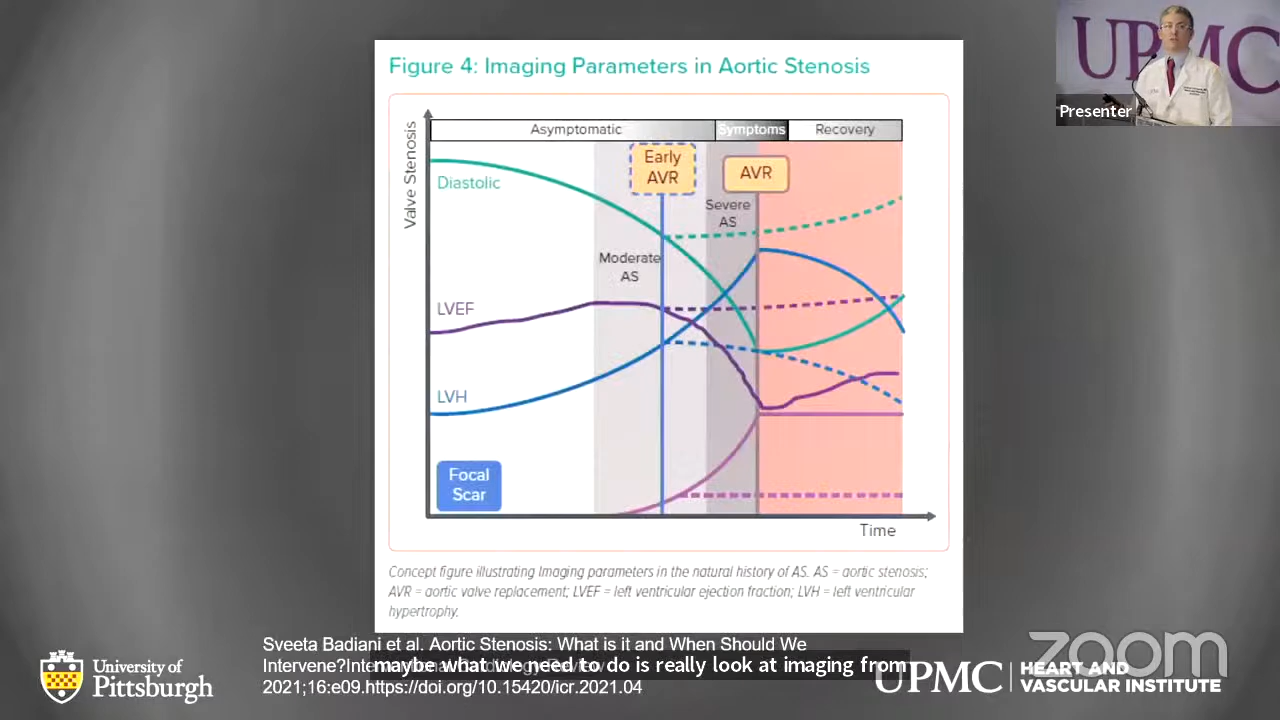 Figure 4: Imaging Parameters in Aortic Stenosis
UPMC
Presenter
Valve Stenosis
Asymptomatic
Symptoms
Recovery
Early
AVR
AVR
Diastolic
Severe
AS
Moderate
AS
LVEF
LVH
Focal
Scar
Time
Concept figure illustrating Imaging parameters in the natural history of AS. AS = aortic stenosis;
AVR = aortic valve replacement; LVEF = left ventricular ejection fraction; LVH = left ventricular
hypertrophy.
Sveeta Badiani et al. Aortic Stenosis: What is it and When Should We
Intervene?
2021;16:e09.https://doi.org/10.15420/icr.2021.04
maybe what we need to do is really look at imaging from
University of
Pittsburgh
zoom
UPMC
HEART AND
VASCULAR INSTITUTE